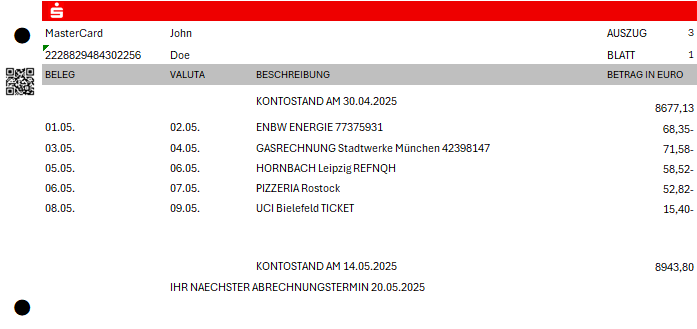 MasterCard John AUSZUG 3
2228829484302256 Doe BLATT 1
BELEG VALUTA BESCHREIBUNG BETRAG IN EURO
KONTOSTAND AM 30.04.2025 8677,13
01.05. 02.05. ENBW ENERGIE 77375931 68,35-
03.05. 04.05. GASRECHNUNG Stadtwerke München 42398147 71,58-
05.05. 06.05. HORNBACH Leipzig REFNQH 58,52-
06.05. 07.05. PIZZERIA Rostock 52,82-
08.05. 09.05. UCI Bielefeld TICKET 15,40-
KONTOSTAND AM 14.05.2025 8943,80
IHR NAECHSTER ABRECHNUNGSTERMIN 20.05.2025